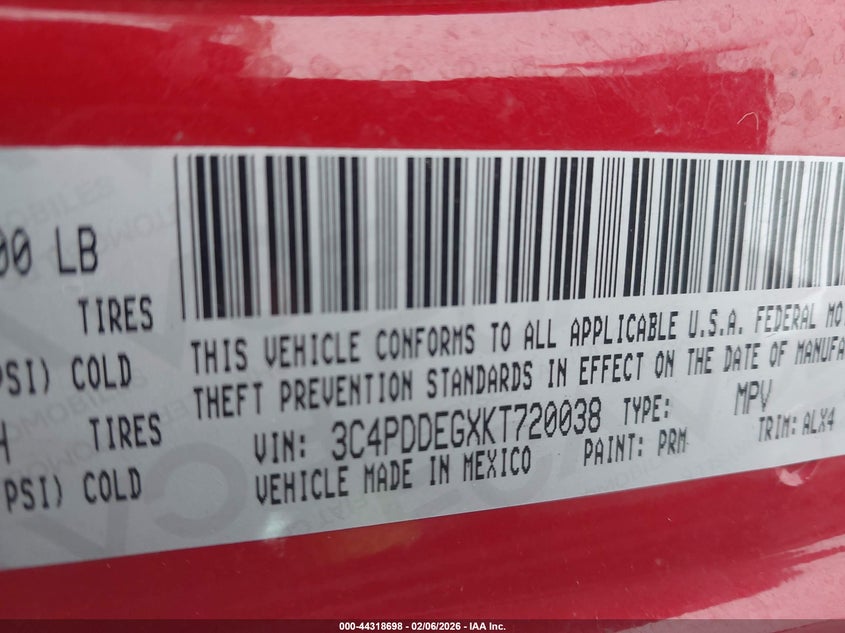 00 LB
TIRES
PSI) COLD
TIRES
PSI) COLD
THIS VEHICLE CONFORMS TO ALL APPLICABLE U.S.A. FEDERAL MO
THEFT PREVENTION STANDARDS IN EFFECT ON THE DATE OF MANUFA
VIN: 3C4PDDEGXKT720038 TYPE: MPV
VEHICLE MADE IN MEXICO PAINT: PRM TRIM: ALX4
000-44318698 - 02/06/2026 - IAA Inc.